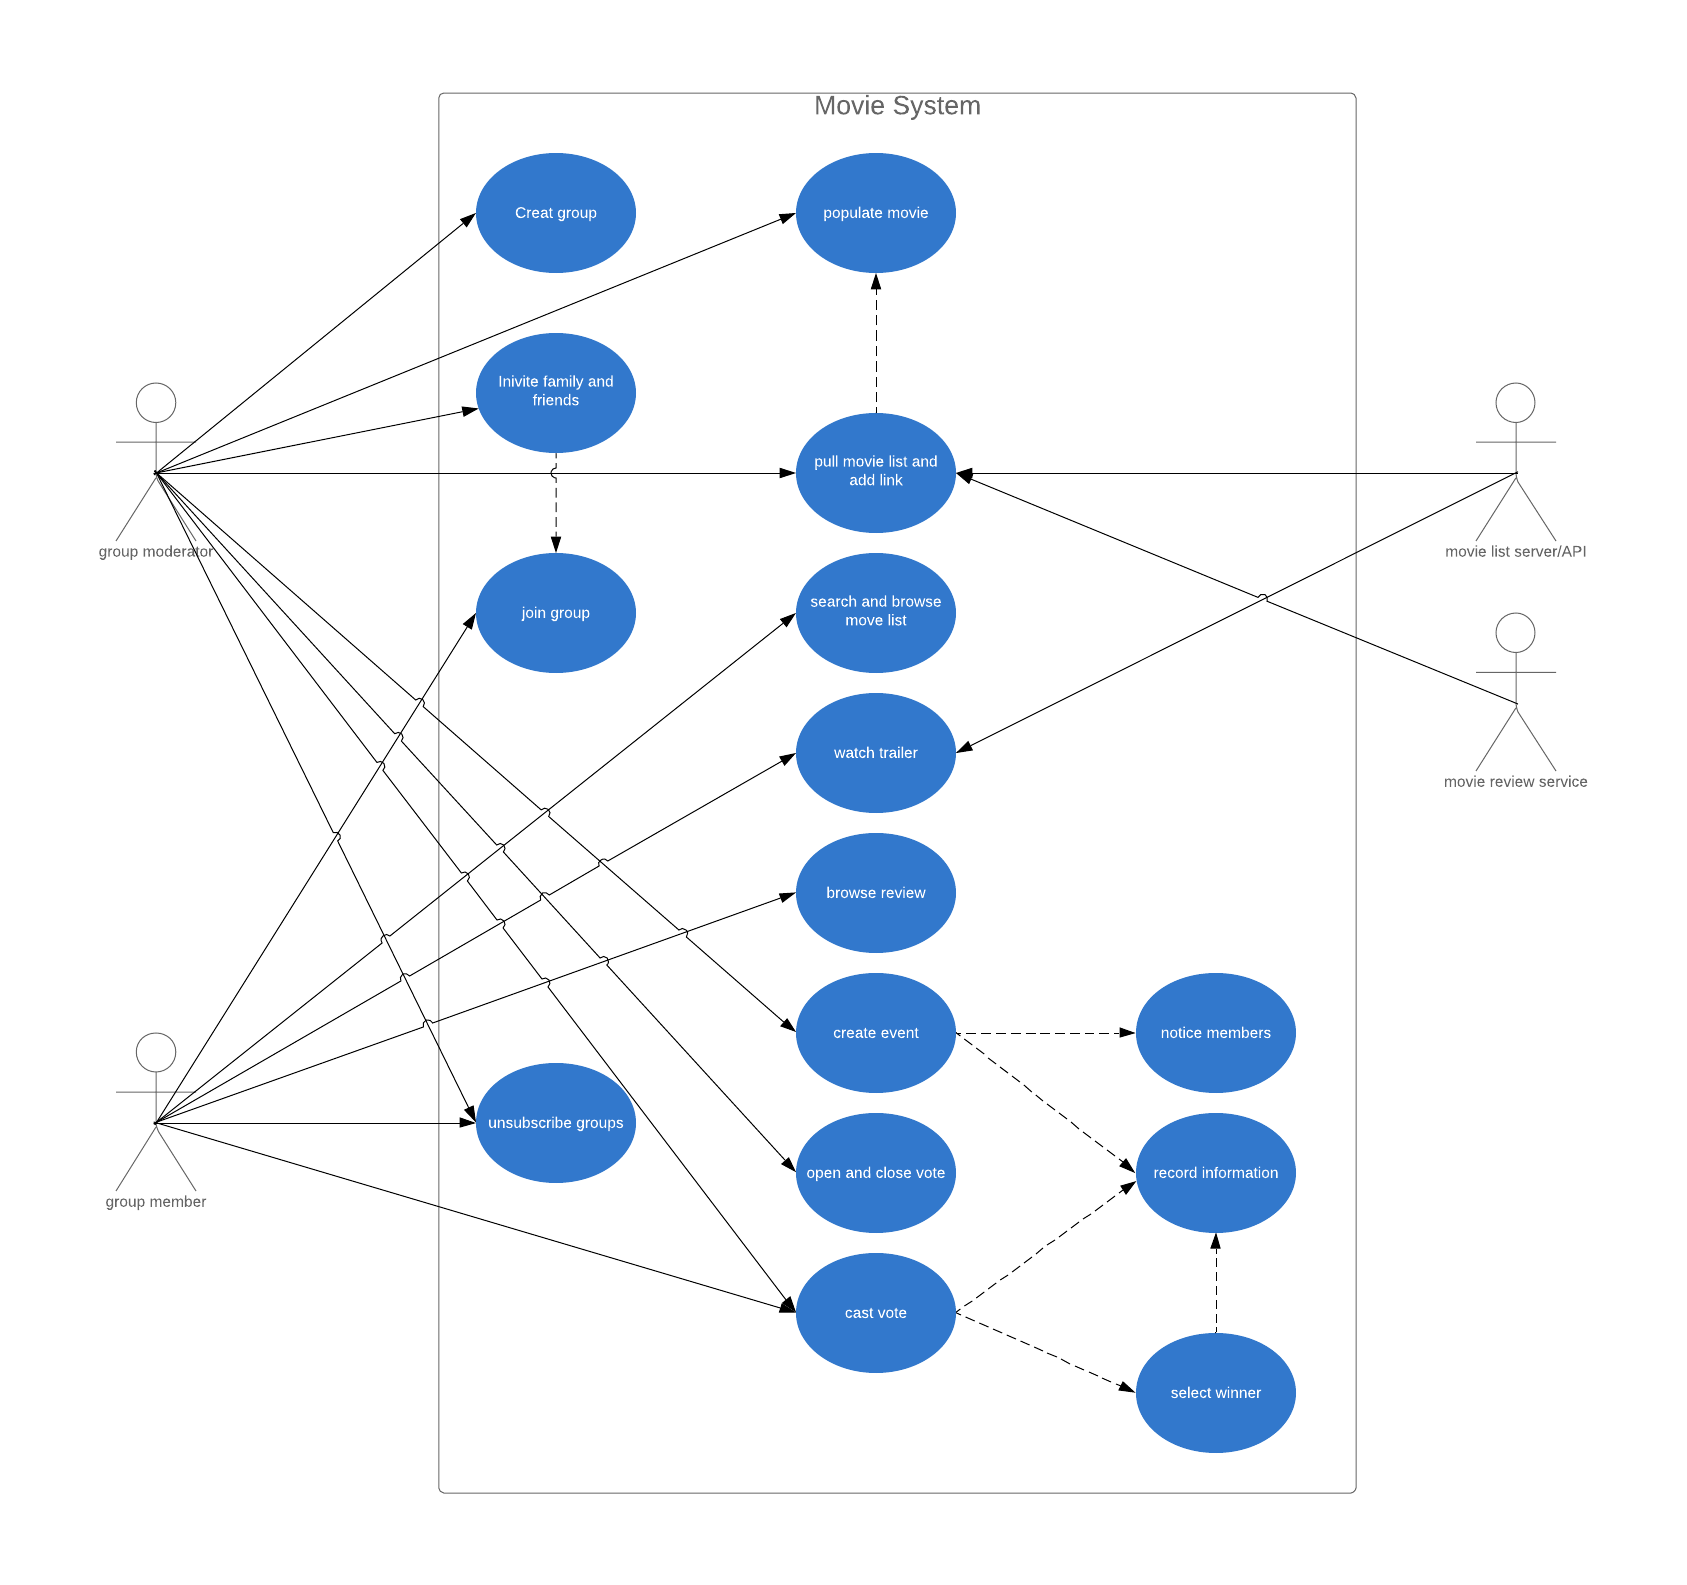 Movie System
Creat group
populate movie
Inivite family and
friends
pull movie list and
add link
group moderator
movie list server/API
join group
search and browse
move list
watch trailer
movie review service
browse review
create event
notice members
unsubscribe groups
open and close vote
record information
group member
cast vote
select winner